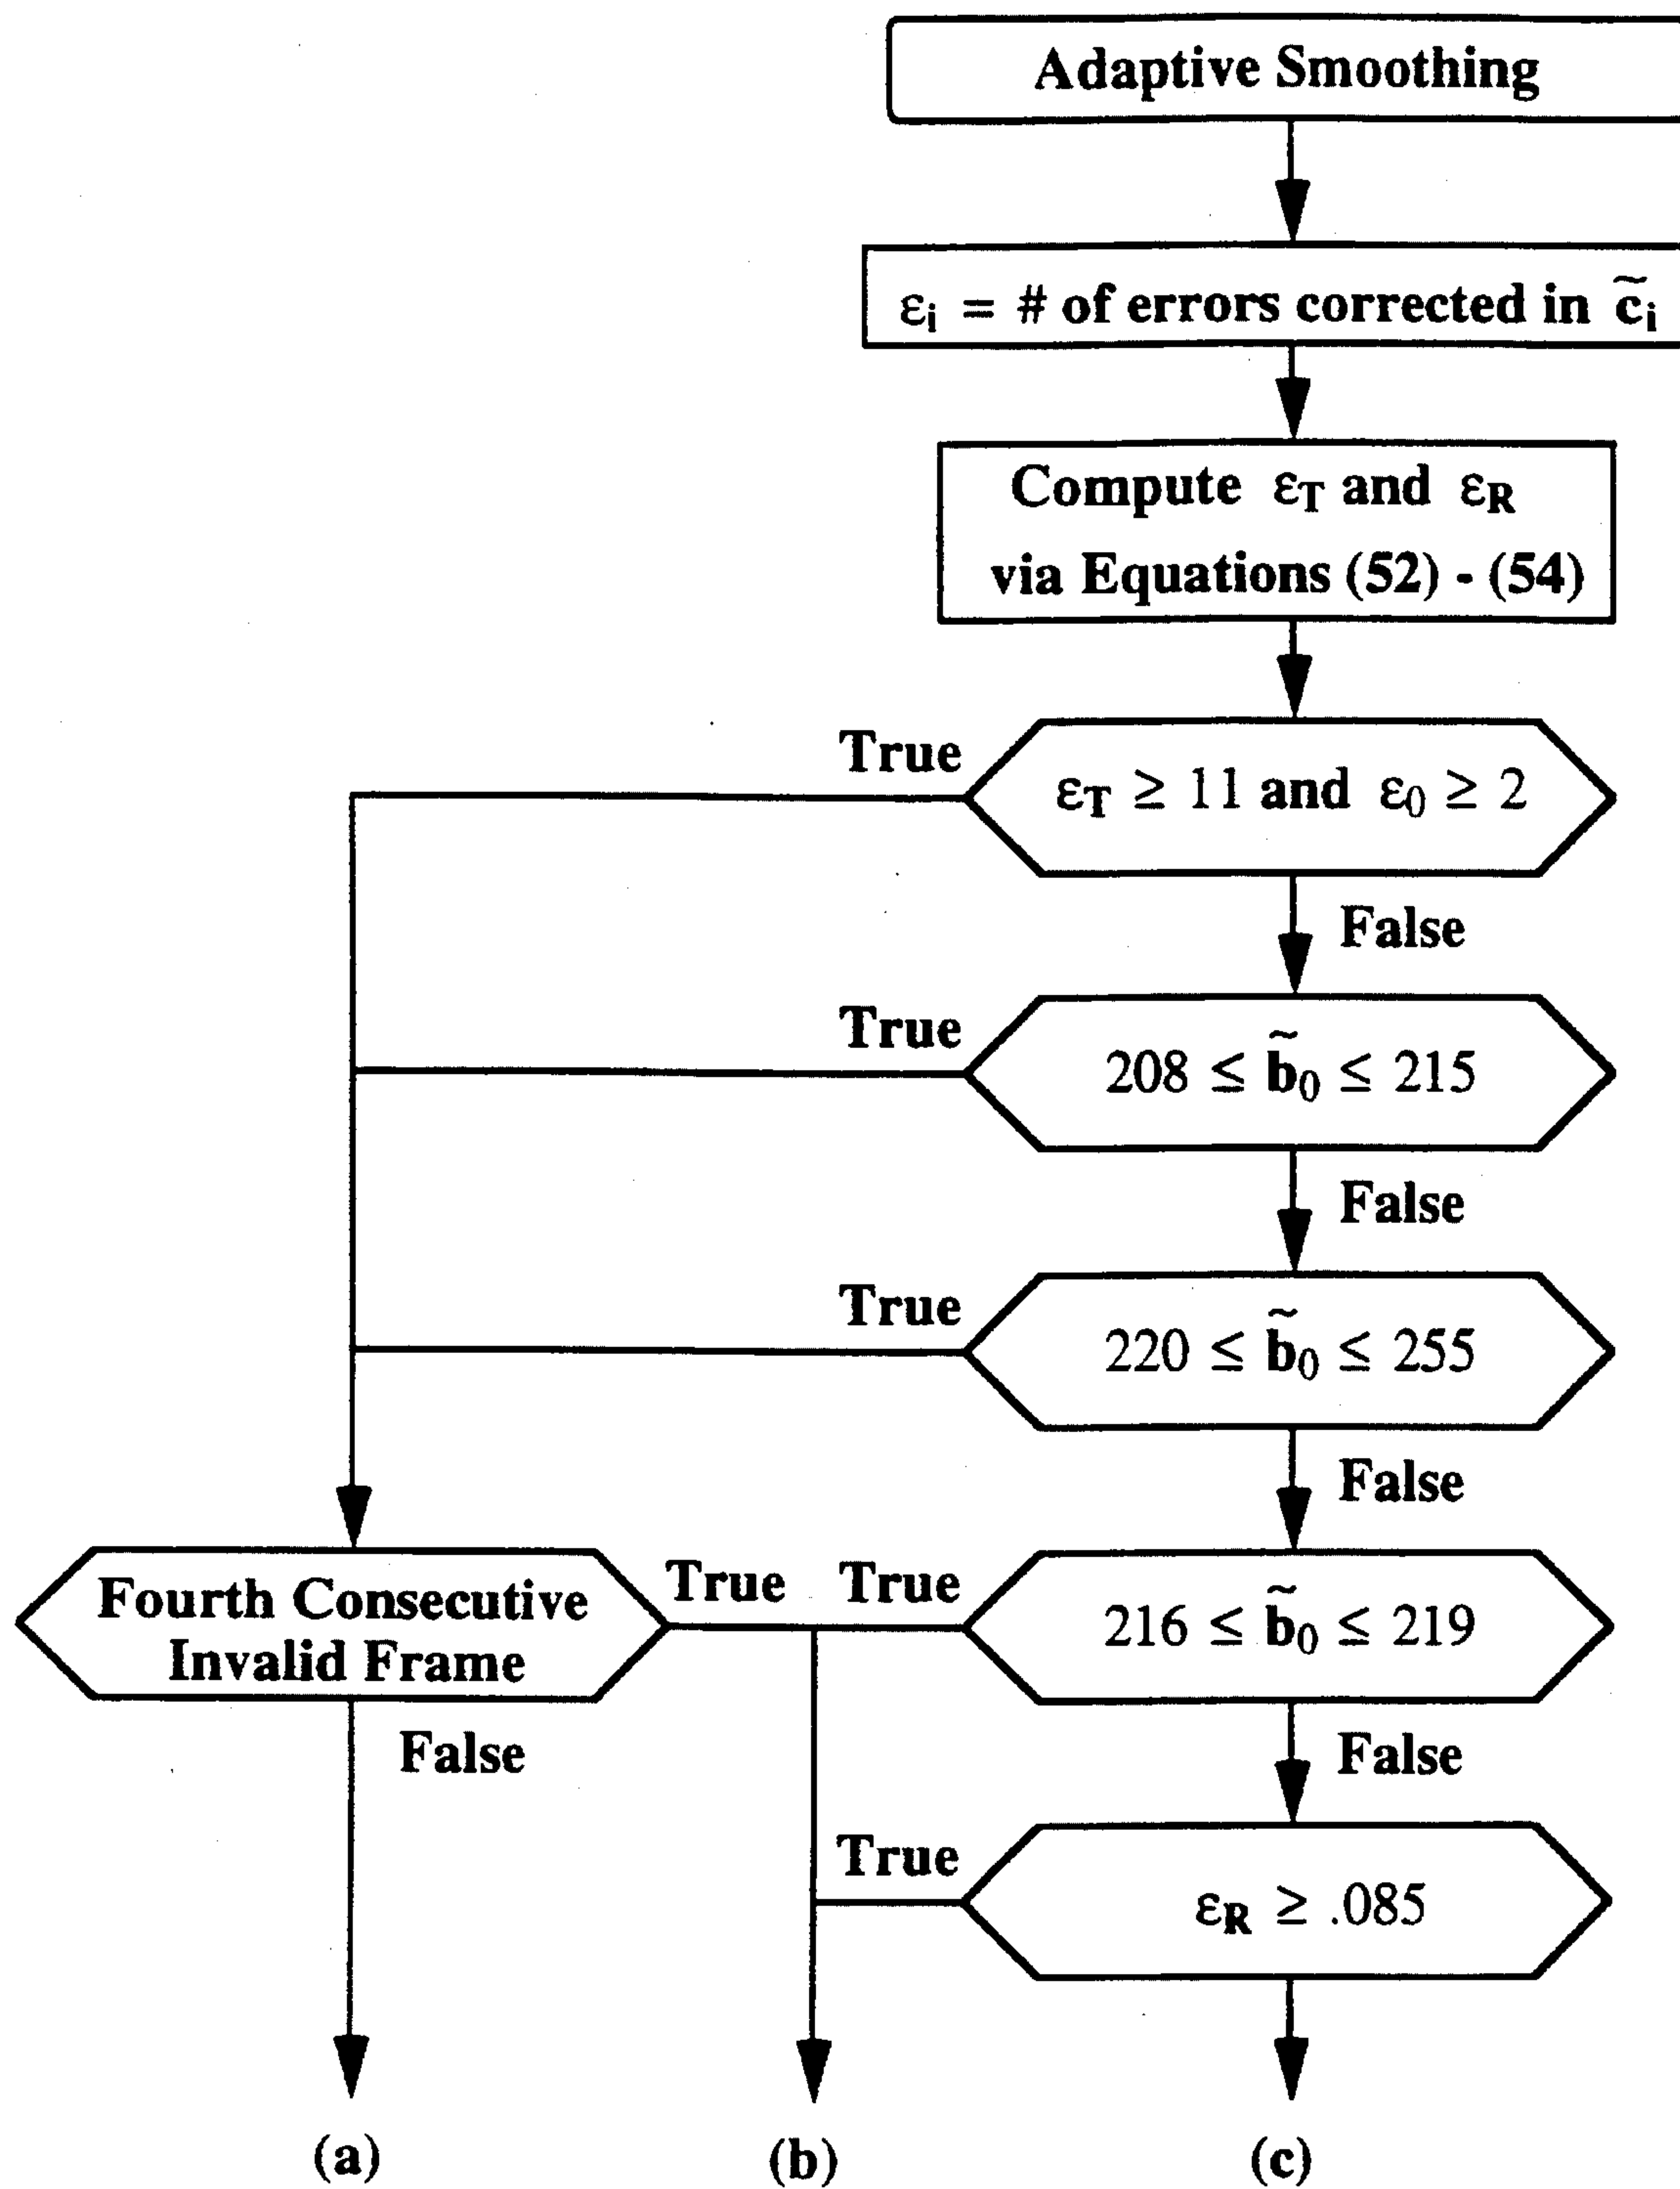 Adaptive Smoothing
εi = # of errors corrected in c̃i
Compute εT and εR
via Equations (52) - (54)
True
εT ≥ 11 and ε0 ≥ 2
False
True
208 ≤ b̃0 ≤ 215
False
True
220 ≤ b̃0 ≤ 255
False
Fourth Consecutive
Invalid Frame
True
True
216 ≤ b̃0 ≤ 219
False
False
True
εR ≥ .085
(a)
(b)
(c)